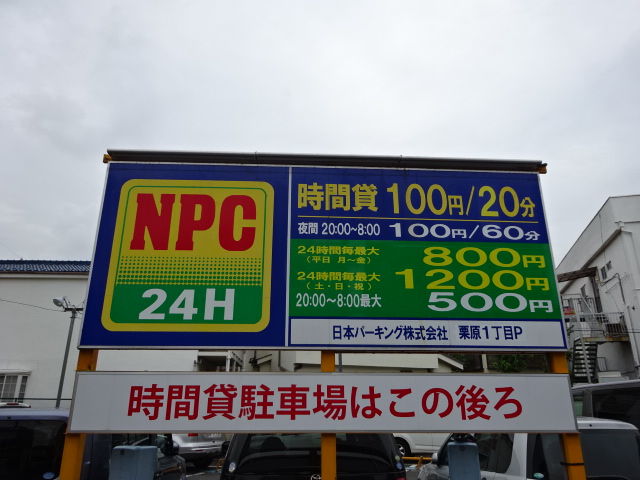 NPC
24H
時間貸 100円/20分
夜間 20:00~8:00 100円/60分
24時間毎最大 800円
(平日 月~金)
24時間毎最大 1200円
(土・日・祝)
20:00~8:00最大 500円
日本パーキング株式会社 栗原1丁目P
時間貸駐車場はこの後ろ